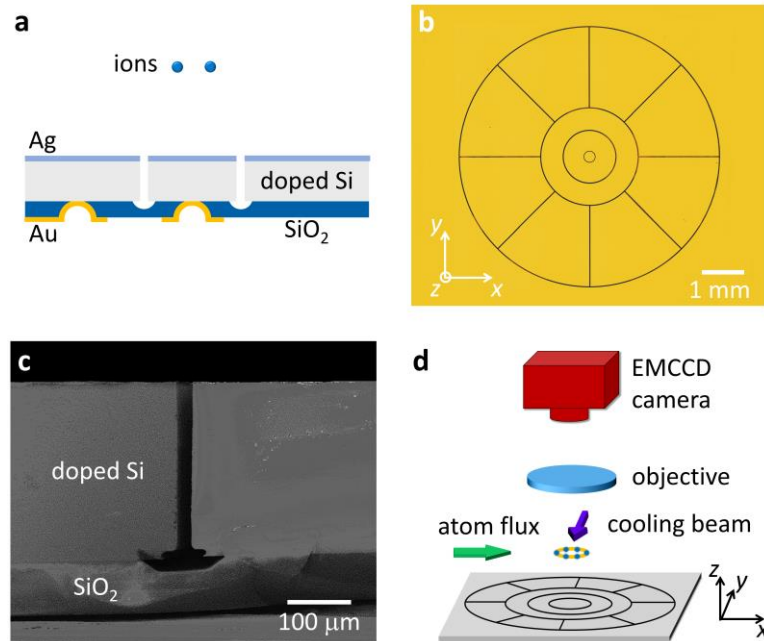 a
ions
Ag
doped Si
Au
SiO₂
b
y
z
x
1 mm
c
doped Si
SiO₂
100 μm
d
EMCCD
camera
objective
atom flux
cooling beam
z
y
x